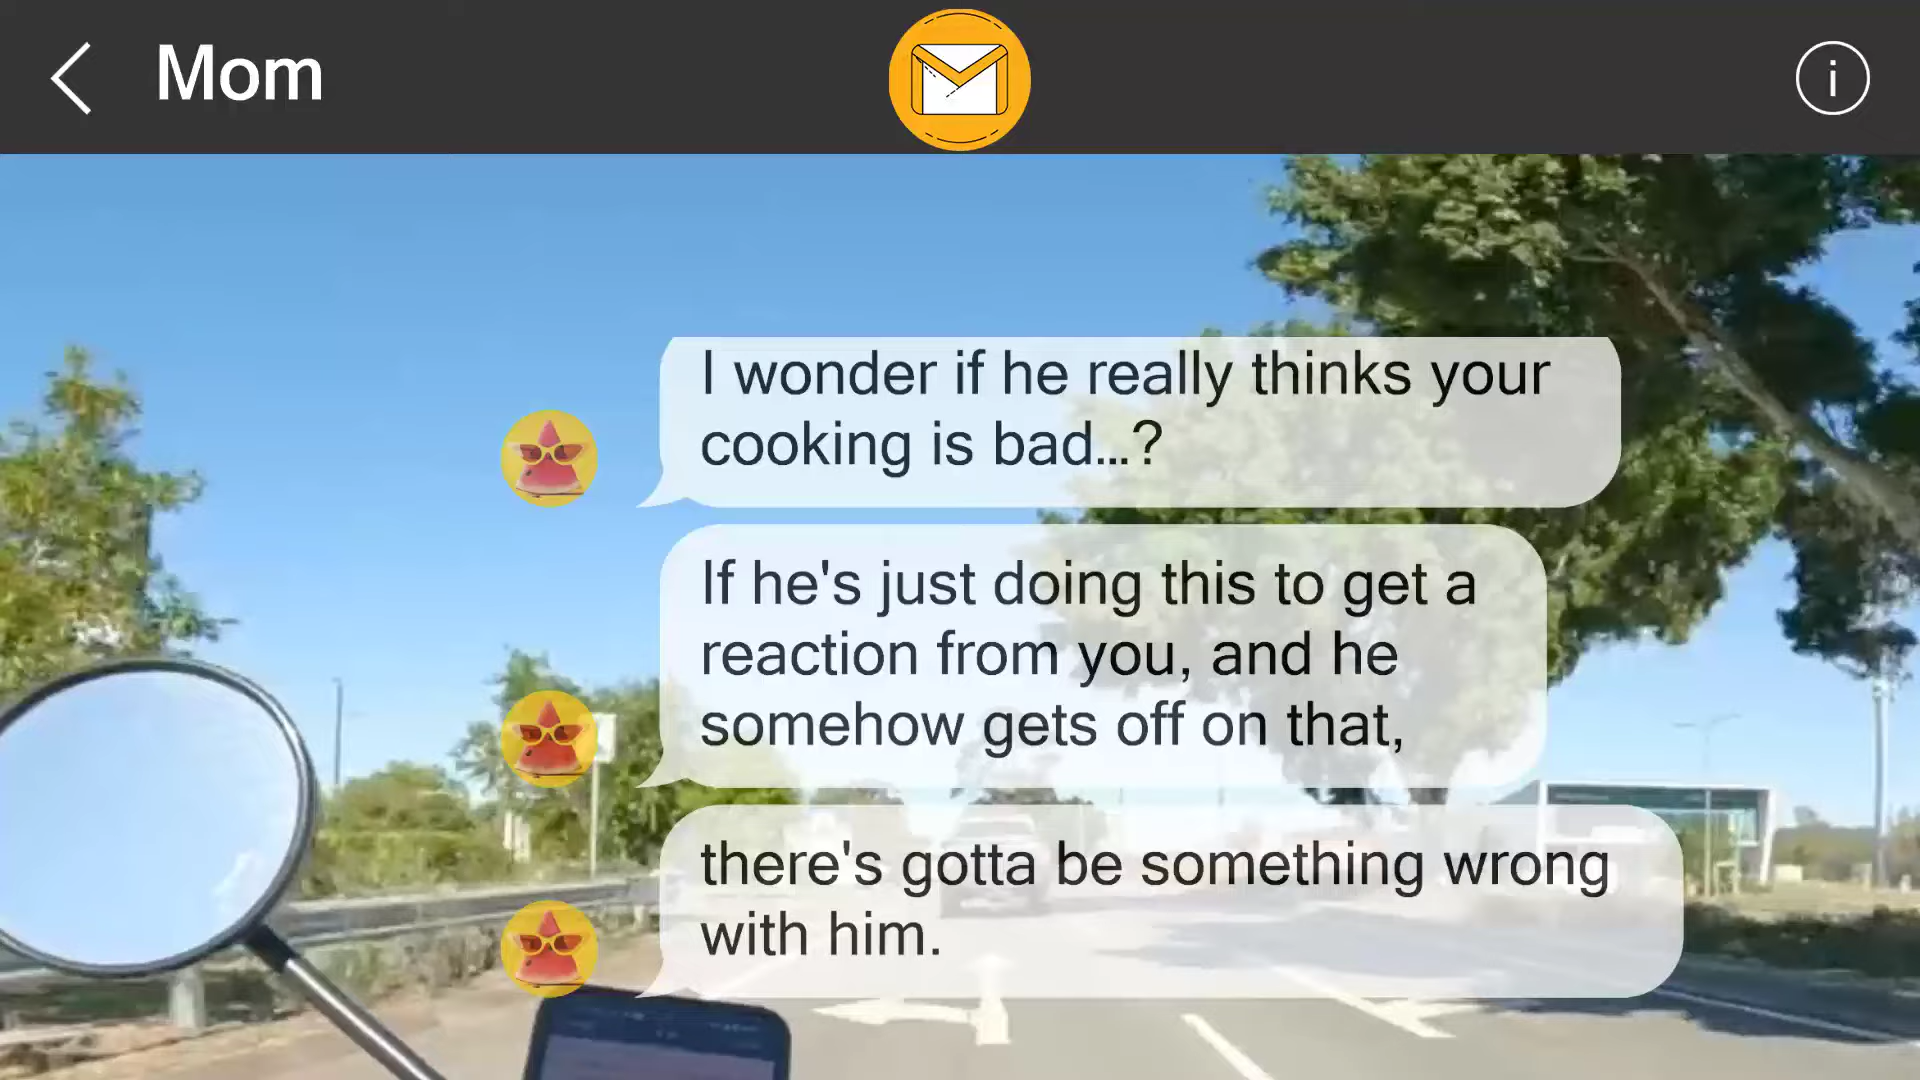 Mom
i
I wonder if he really thinks your
cooking is bad...?
If he's just doing this to get a
reaction from you, and he
somehow gets off on that,
there's gotta be something wrong
with him.